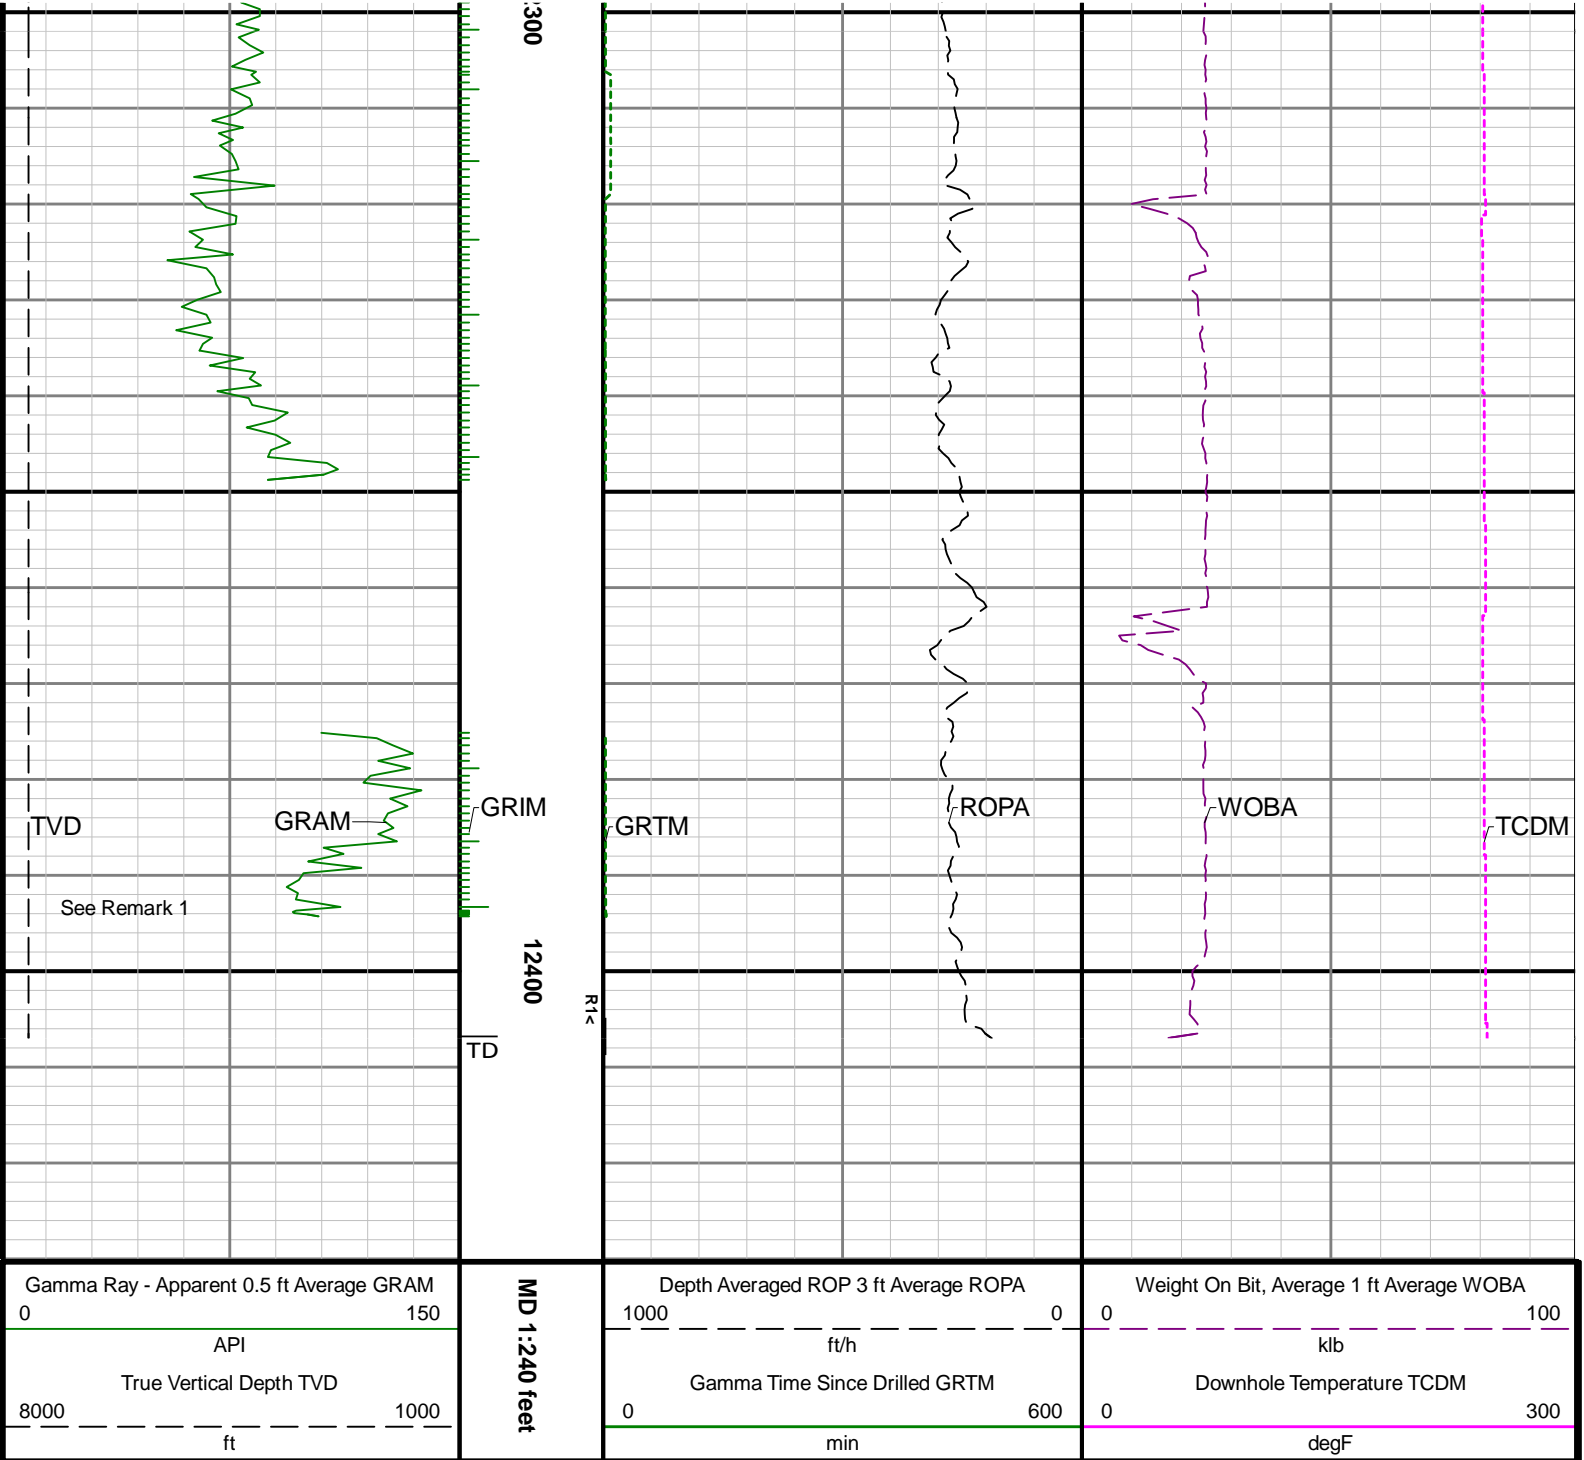 :300
GRIM
ROPA
WOBA
GRAM
TVD
GRTM
TCDM
See Remark 1
12400
R1<
TD
Gamma Ray - Apparent 0.5 ft Average GRAM
0 150
API
True Vertical Depth TVD
8000 1000
ft
MD 1:240 feet
Depth Averaged ROP 3 ft Average ROPA
1000 0
ft/h
Gamma Time Since Drilled GRTM
0 600
min
Weight On Bit, Average 1 ft Average WOBA
0 100
klb
Downhole Temperature TCDM
0 300
degF